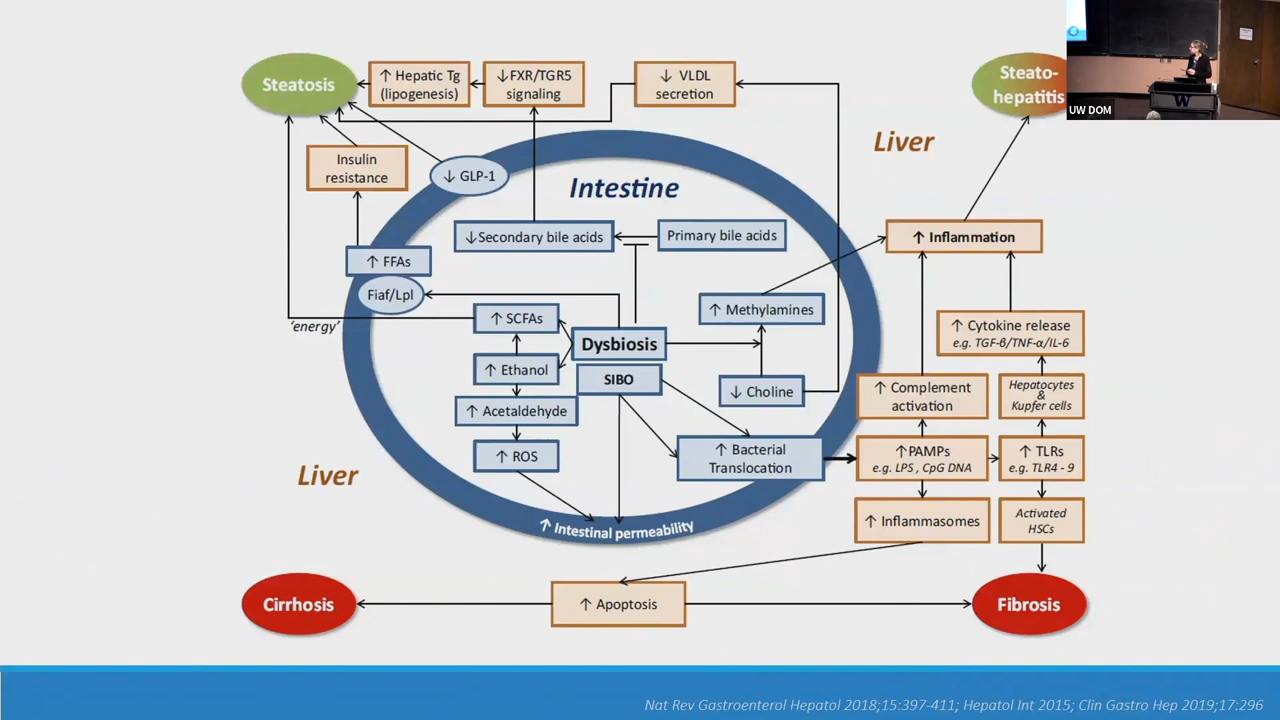 Steatosis
↑ Hepatic Tg
(lipogenesis)
↓FXR/TGR5
signaling
↓ VLDL
secretion
Steato-
hepatitis
UW DOM
W
Liver
Insulin
resistance
↓ GLP-1
Intestine
↓Secondary bile acids
Primary bile acids
↑ Inflammation
↑ FFAs
Fiaf/Lpl
'energy'
↑ SCFAs
Dysbiosis
↑ Methylamines
↑ Cytokine release
e.g. TGF-β/TNF-α/IL-6
↑ Ethanol
SIBO
↓ Choline
↑ Complement
activation
Hepatocytes
&
Kupfer cells
↑ Acetaldehyde
↑ ROS
↑ Bacterial
Translocation
↑PAMPs
e.g. LPS , CpG DNA
↑ TLRs
e.g. TLR4 - 9
Liver
↑ Intestinal permeability
↑ Inflammasomes
Activated
HSCs
Cirrhosis
↑ Apoptosis
Fibrosis
Nat Rev Gastroenterol Hepatol 2018;15:397-411; Hepatol Int 2015; Clin Gastro Hep 2019;17:296